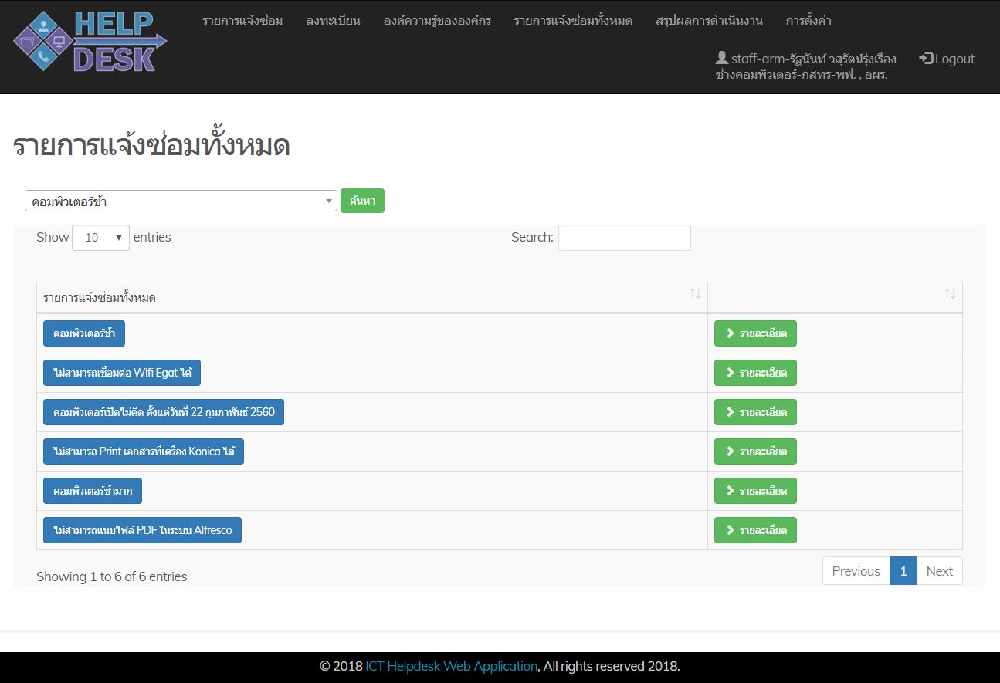 HELP
DESK
รายการแจ้งซ่อม ลงทะเบียน องค์ความรู้ขององค์กร รายการแจ้งซ่อมทั้งหมด สรุปผลการดำเนินงาน การตั้งค่า
staff-arm-รัฐนันท์ วสุรัตน์รุ่งเรือง Logout
ช่างคอมพิวเตอร์-กสทร-พฟ. , อผร.
รายการแจ้งซ่อมทั้งหมด
คอมพิวเตอร์ช้า ค้นหา
Show 10 entries Search:
รายการแจ้งซ่อมทั้งหมด
คอมพิวเตอร์ช้า รายละเอียด
ไม่สามารถเชื่อมต่อ Wifi Egat ได้ รายละเอียด
คอมพิวเตอร์เปิดไม่ติด ตั้งแต่วันที่ 22 กุมภาพันธ์ 2560 รายละเอียด
ไม่สามารถ Print เอกสารที่เครื่อง Konica ได้ รายละเอียด
คอมพิวเตอร์ช้ามาก รายละเอียด
ไม่สามารถแนบไฟล์ PDF ในระบบ Alfresco รายละเอียด
Showing 1 to 6 of 6 entries Previous 1 Next
© 2018 ICT Helpdesk Web Application, All rights reserved 2018.